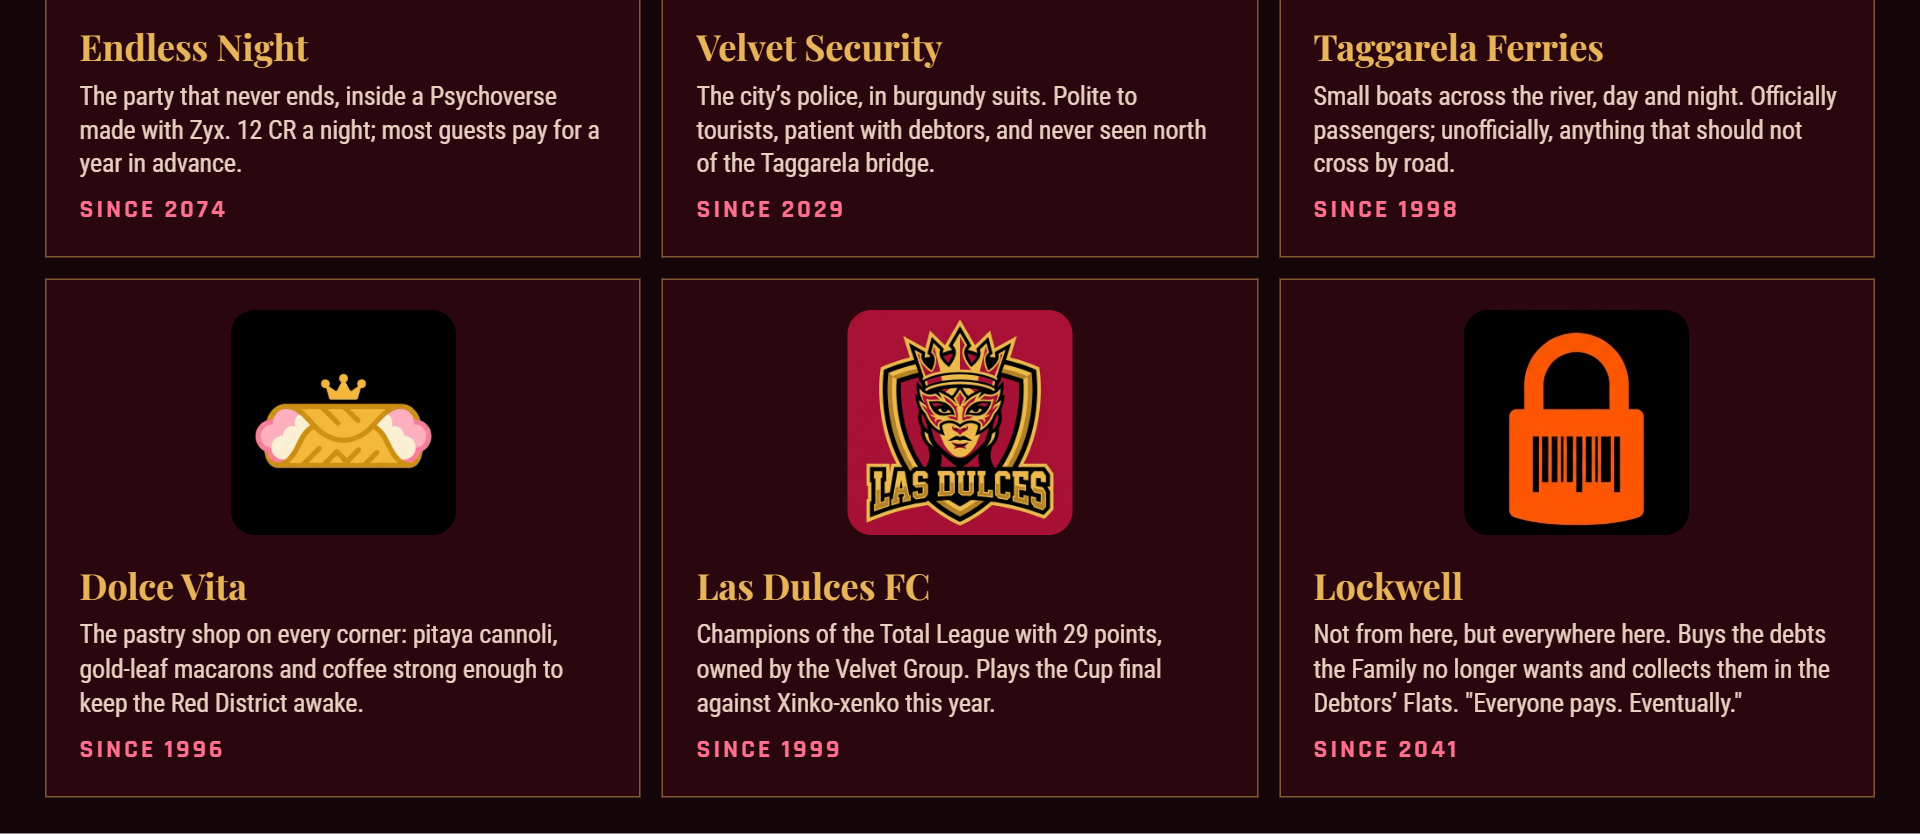 Endless Night
The party that never ends, inside a Psychoverse
made with Zyx. 12 CR a night; most guests pay for a
year in advance.
SINCE 2074
Velvet Security
The city’s police, in burgundy suits. Polite to
tourists, patient with debtors, and never seen north
of the Taggarela bridge.
SINCE 2029
Taggarela Ferries
Small boats across the river, day and night. Officially
passengers; unofficially, anything that should not
cross by road.
SINCE 1998
Dolce Vita
The pastry shop on every corner: pitaya cannoli,
gold-leaf macarons and coffee strong enough to
keep the Red District awake.
SINCE 1996
LAS DULCES
Las Dulces FC
Champions of the Total League with 29 points,
owned by the Velvet Group. Plays the Cup final
against Xinko-xenko this year.
SINCE 1999
Lockwell
Not from here, but everywhere here. Buys the debts
the Family no longer wants and collects them in the
Debtors’ Flats. "Everyone pays. Eventually."
SINCE 2041